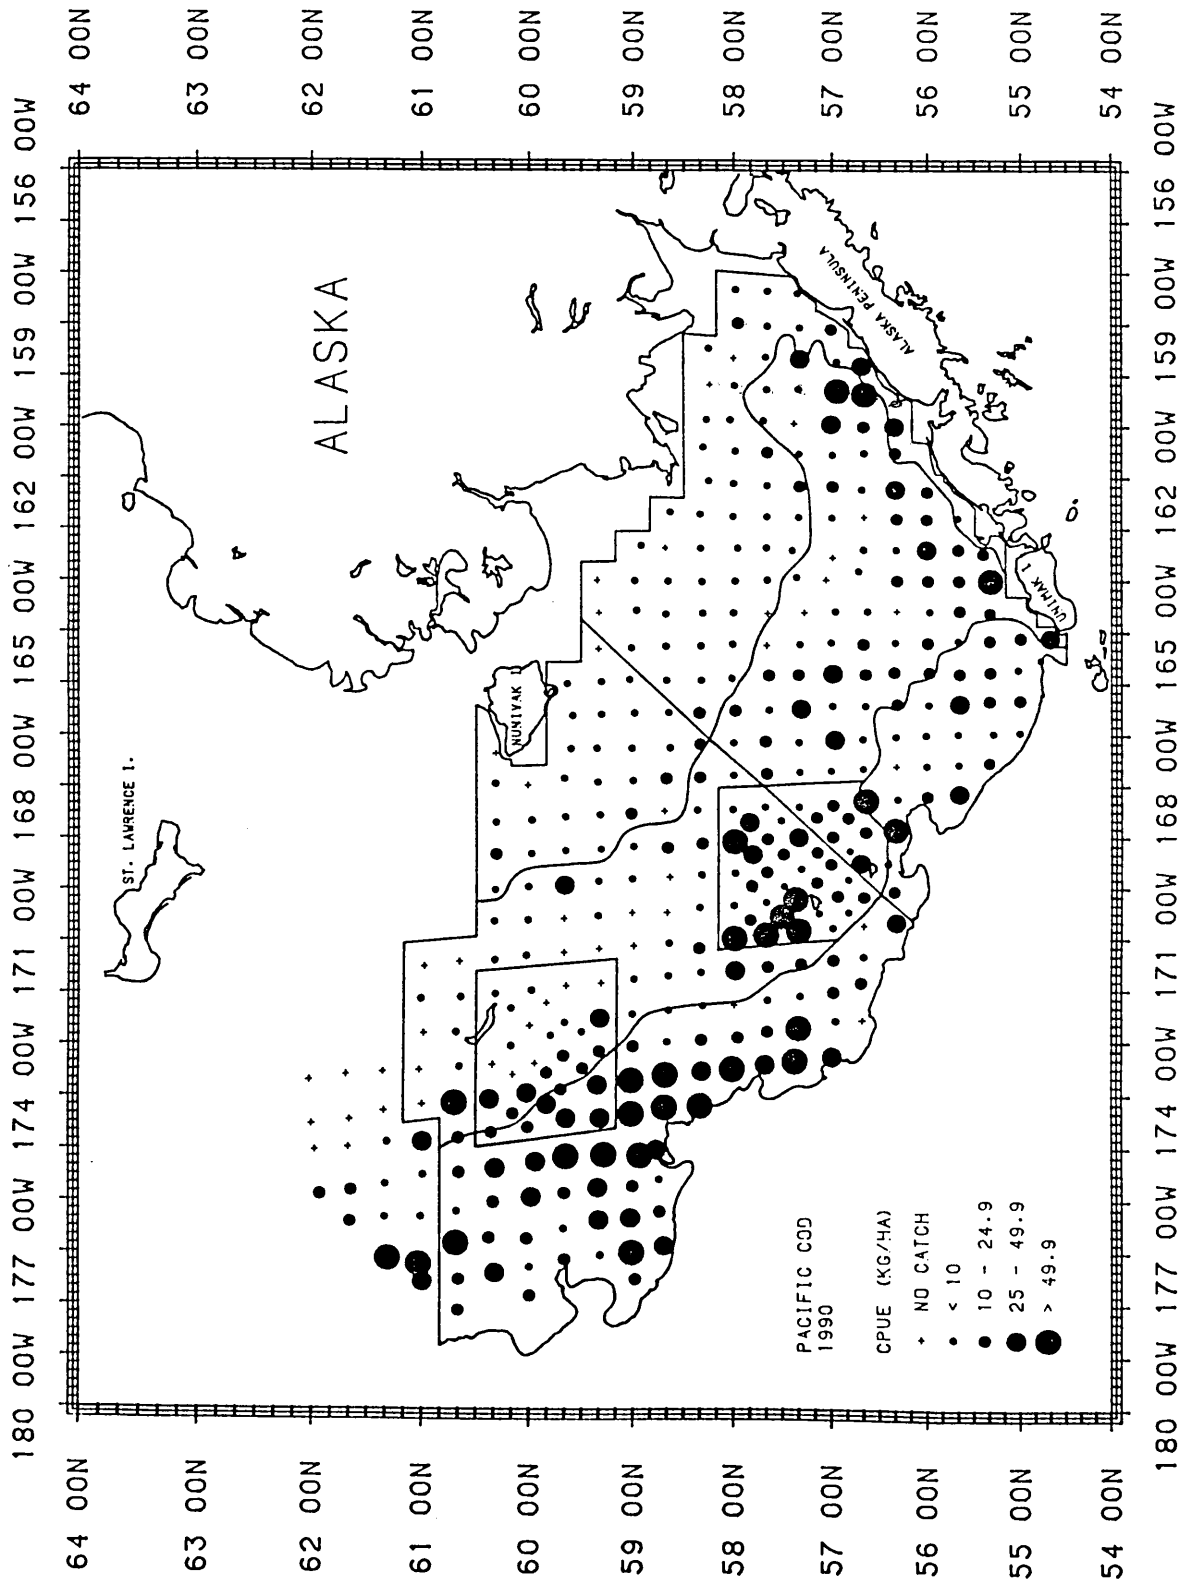 180 00W 177 00W 174 00W 171 00W 168 00W 165 00W 162 00W 159 00W 156 00W
64 00N 64 00N
ST. LAWRENCE I.
63 00N 63 00N
62 00N 62 00N
ALASKA
61 00N 61 00N
60 00N 60 00N
NUNIVAK I
59 00N 59 00N
58 00N 58 00N
PACIFIC COD
1990
57 00N 57 00N
ALASKA PENINSULA
CPUE (KG/HA)
+ NO CATCH
56 00N 56 00N
• < 10
• 10 - 24.9
● 25 - 49.9
● > 49.9
55 00N 55 00N
UNIMAK I
54 00N 54 00N
180 00W 177 00W 174 00W 171 00W 168 00W 165 00W 162 00W 159 00W 156 00W